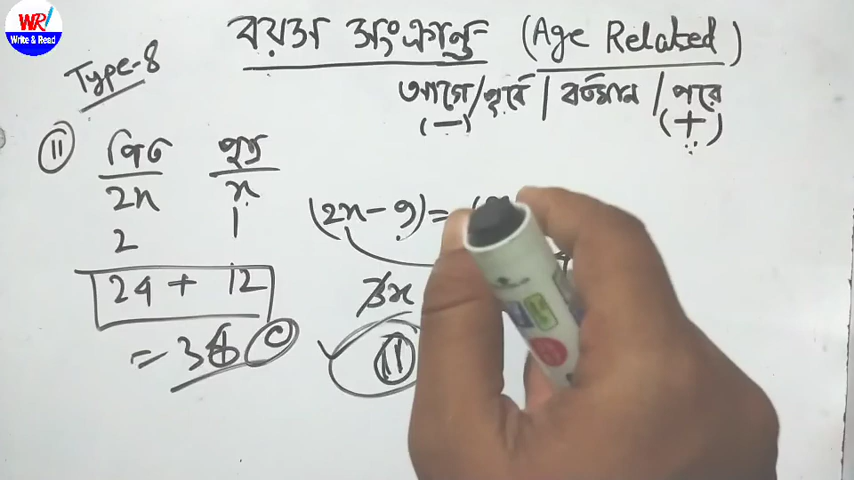 WR
Write & Read
বয়স সংক্রান্ত (Age Related)
Type-8
আগে/পূর্বে | বর্তমান / পরে
(-) (+)
11 পিতা পুত্র
2x x
(2x - 9) =
2 1
24 + 12
3x
= 36 C
11